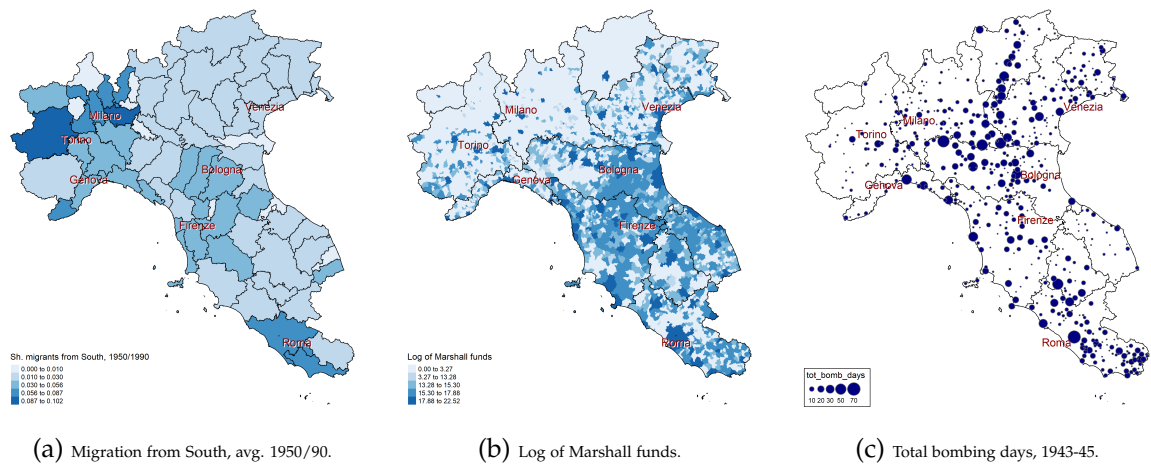 Venezia
Milano
Torino
Genova
Bologna
Firenze
Roma
Sh. migrants from South, 1950/1990
0.000 to 0.010
0.010 to 0.030
0.030 to 0.056
0.056 to 0.087
0.087 to 0.102
(a) Migration from South, avg. 1950/90.
Milano
Venezia
Torino
Genova
Bologna
Firenze
Roma
Log of Marshall funds
0.00 to 3.27
3.27 to 13.28
13.28 to 15.30
15.30 to 17.88
17.88 to 22.52
(b) Log of Marshall funds.
Venezia
Milano
Torino
Genova
Bologna
Firenze
Roma
tot_bomb_days
10 20 30 50 70
(c) Total bombing days, 1943-45.